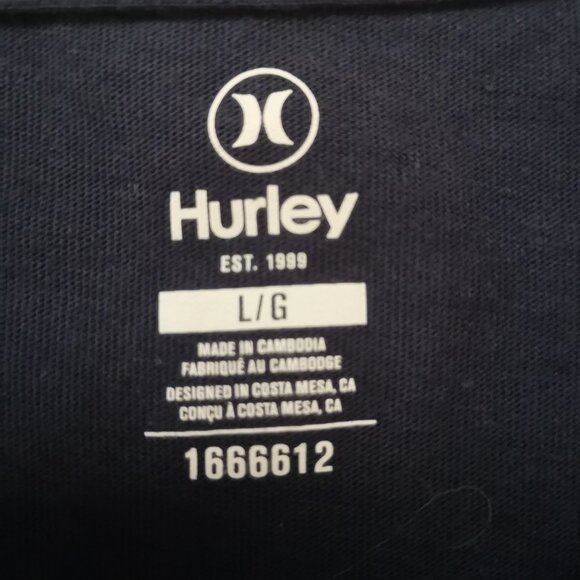 Hurley
EST. 1999
L/G
MADE IN CAMBODIA
FABRIQUÉ AU CAMBODGE
DESIGNED IN COSTA MESA, CA
CONÇU À COSTA MESA, CA
1666612